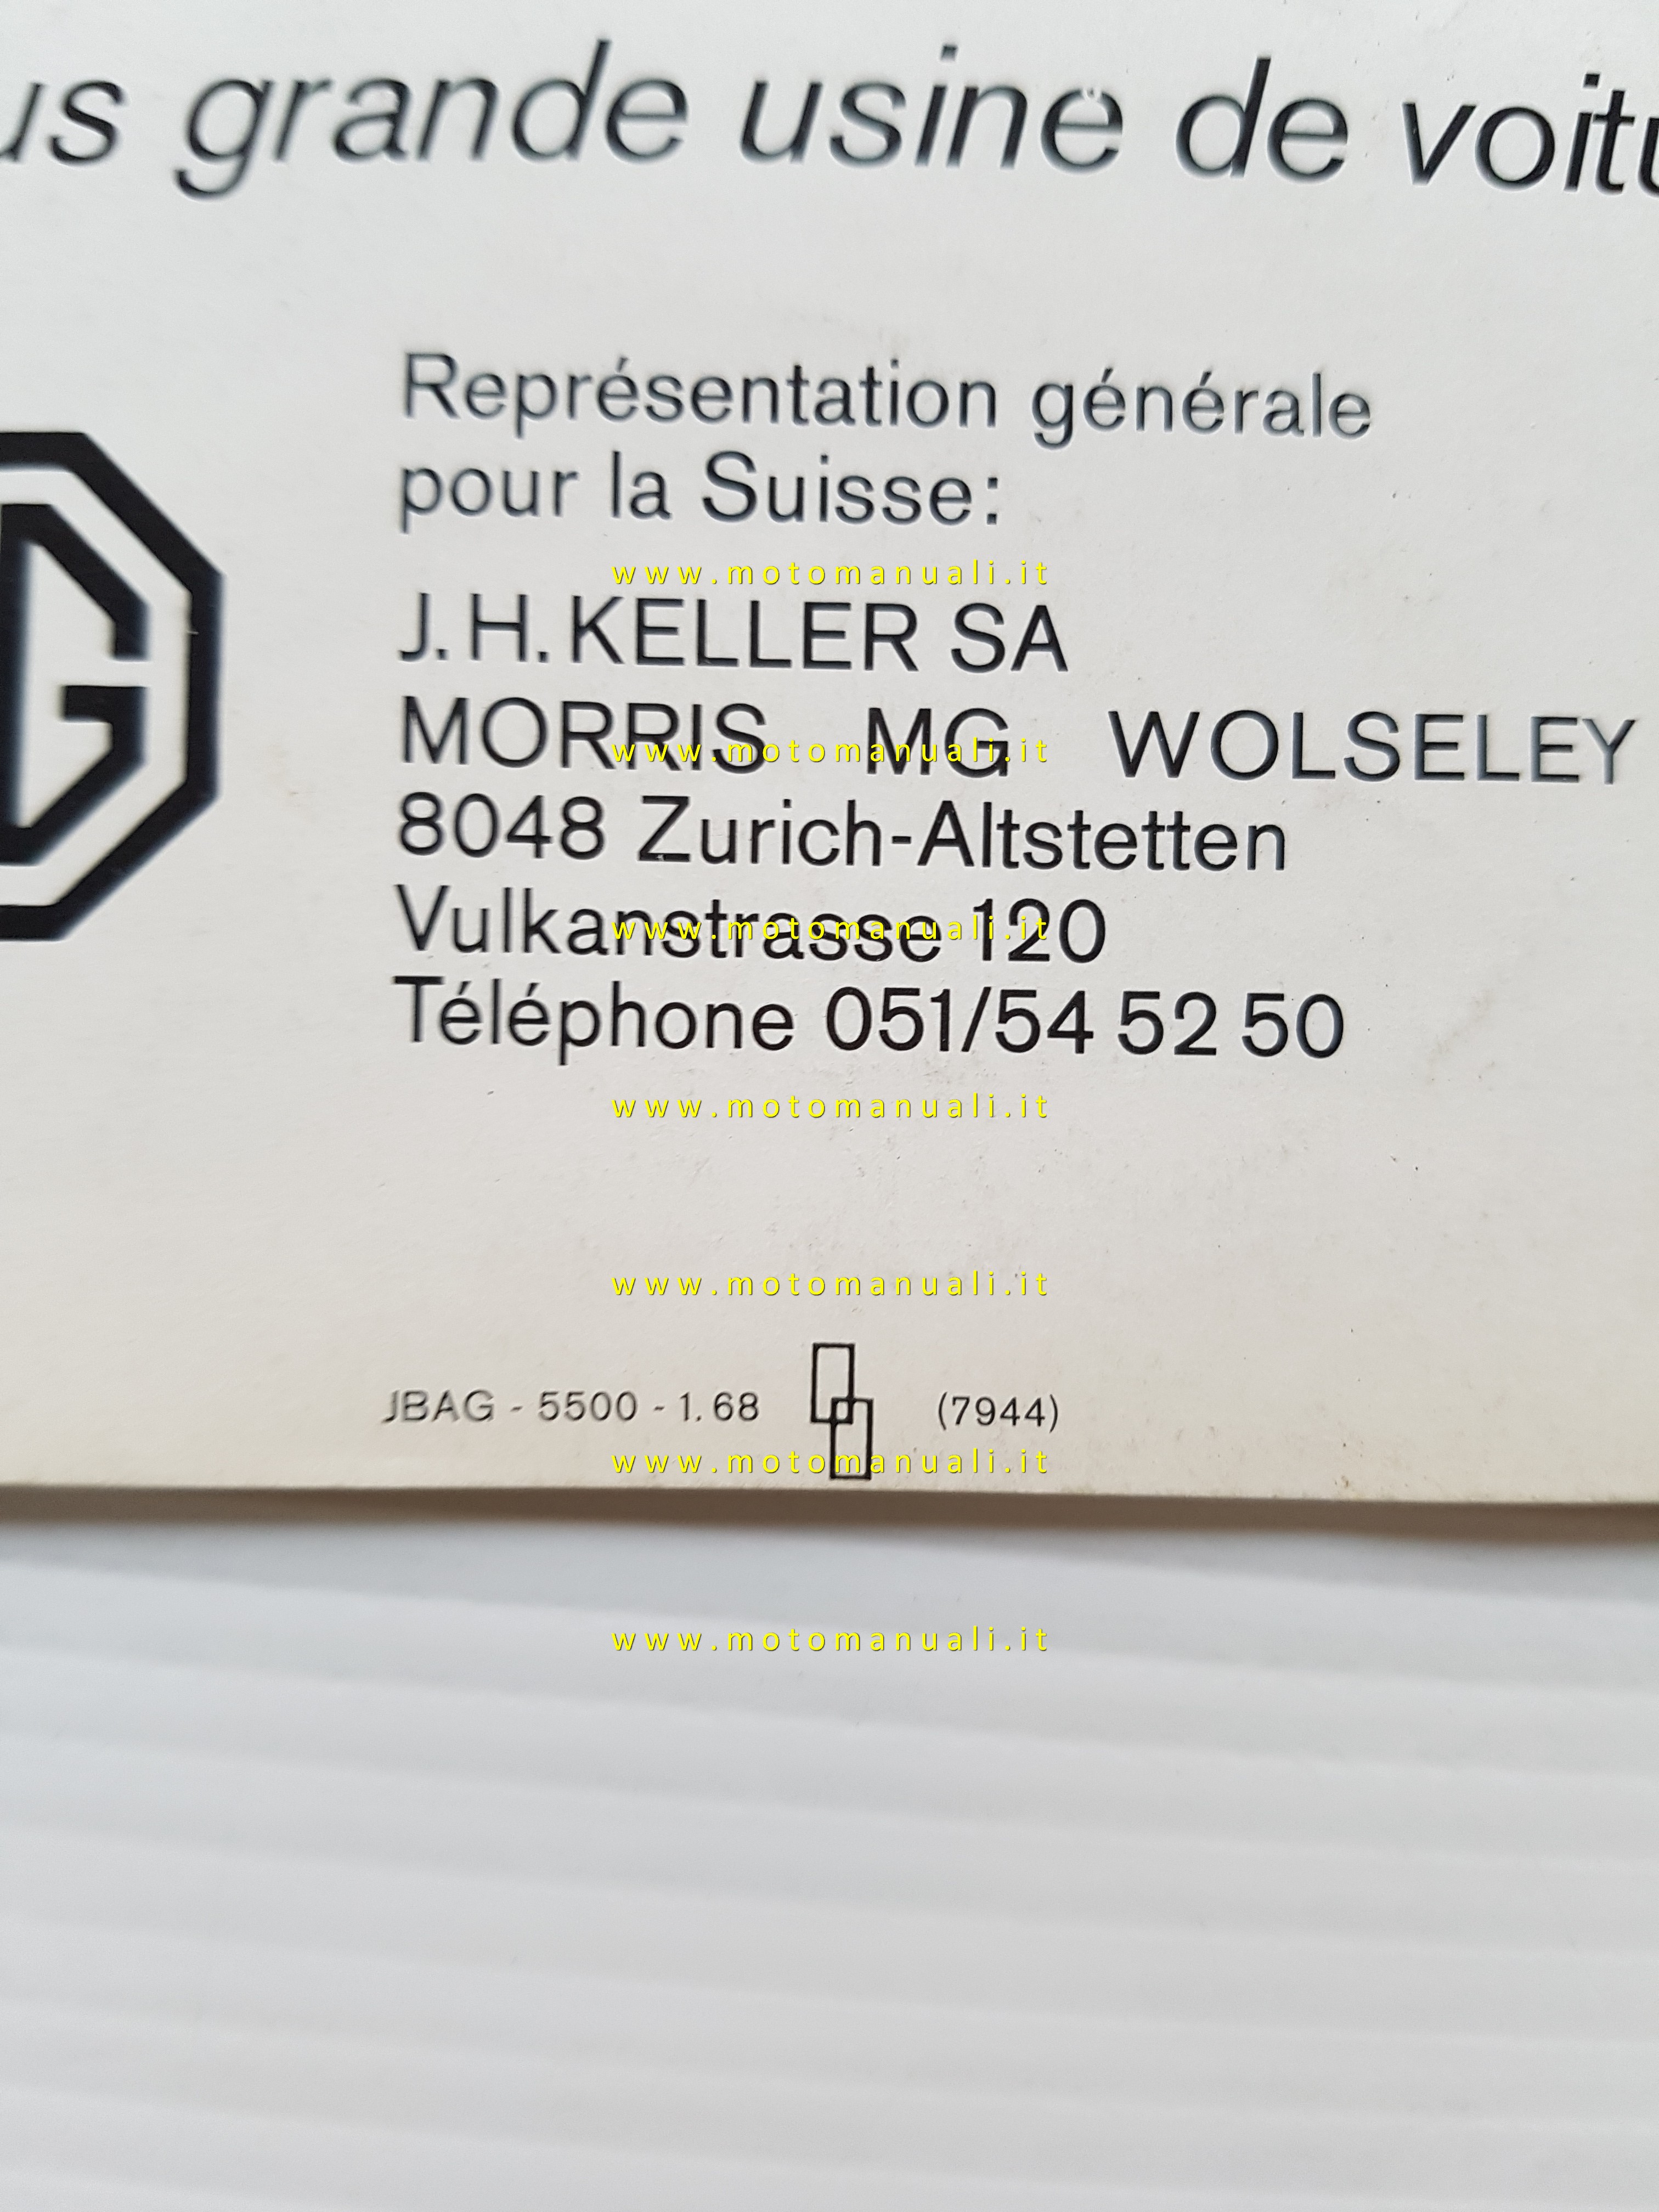 us grande usine de voitu
Représentation générale
pour la Suisse:
www.motomanuali.it
J.H.KELLER SA
MORRIS MG WOLSELEY
www.motomanuali.it
8048 Zurich-Altstetten
Vulkanstrasse 120
www.motomanuali.it
Téléphone 051/54 52 50
www.motomanuali.it
www.motomanuali.it
JBAG - 5500 - 1.68 (7944)
www.motomanuali.it
www.motomanuali.it
G